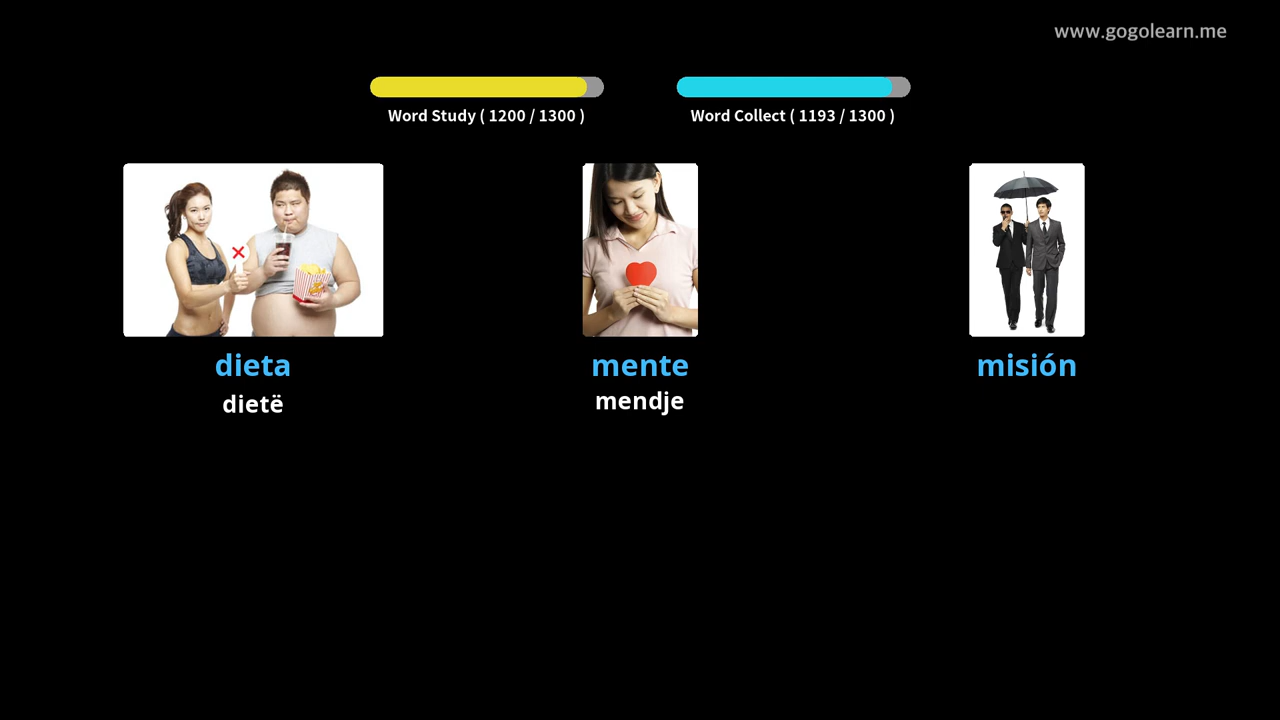 www.gogolearn.me
Word Study ( 1200 / 1300 )
Word Collect ( 1193 / 1300 )
dieta
dietë
mente
mendje
misión